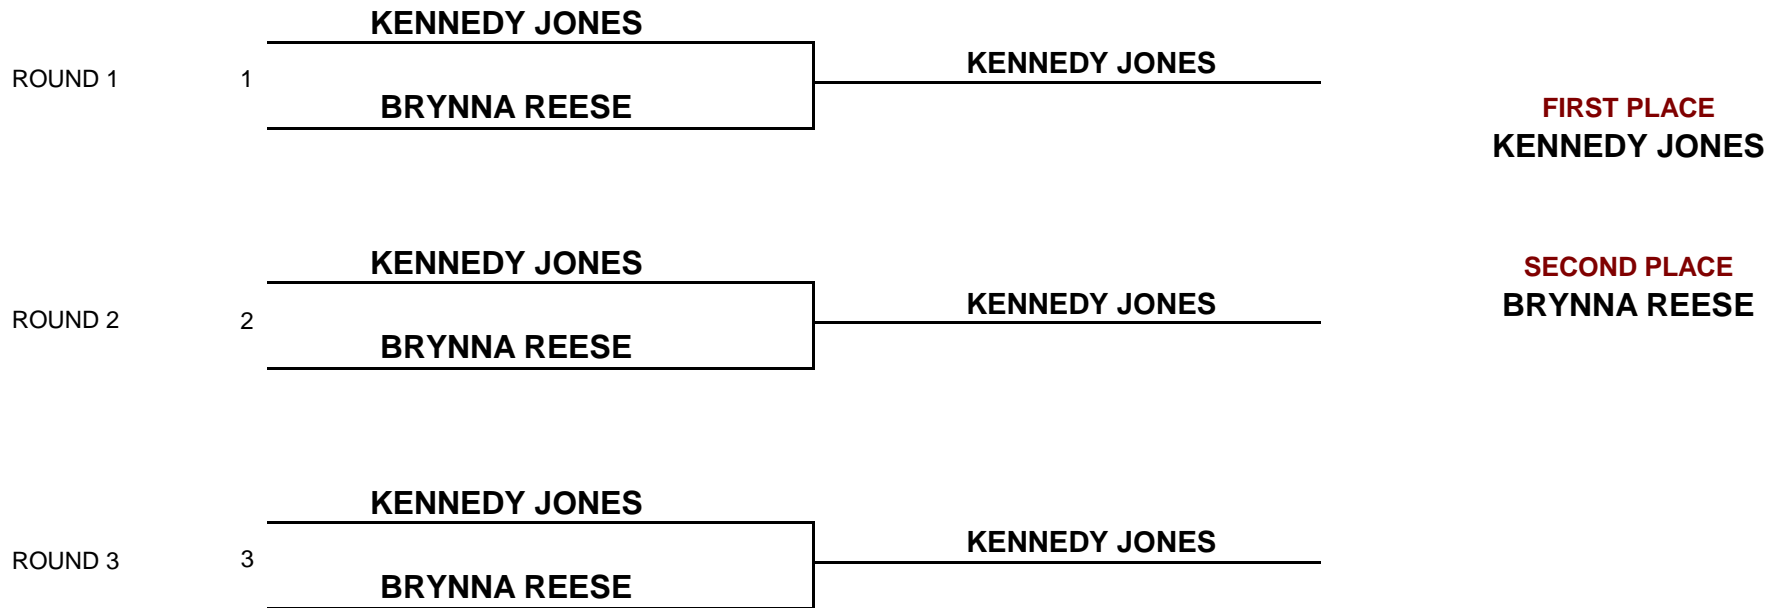 KENNEDY JONES
ROUND 1
1
KENNEDY JONES
BRYNNA REESE
FIRST PLACE
KENNEDY JONES
KENNEDY JONES
SECOND PLACE
ROUND 2
2
KENNEDY JONES
BRYNNA REESE
BRYNNA REESE
KENNEDY JONES
ROUND 3
3
KENNEDY JONES
BRYNNA REESE